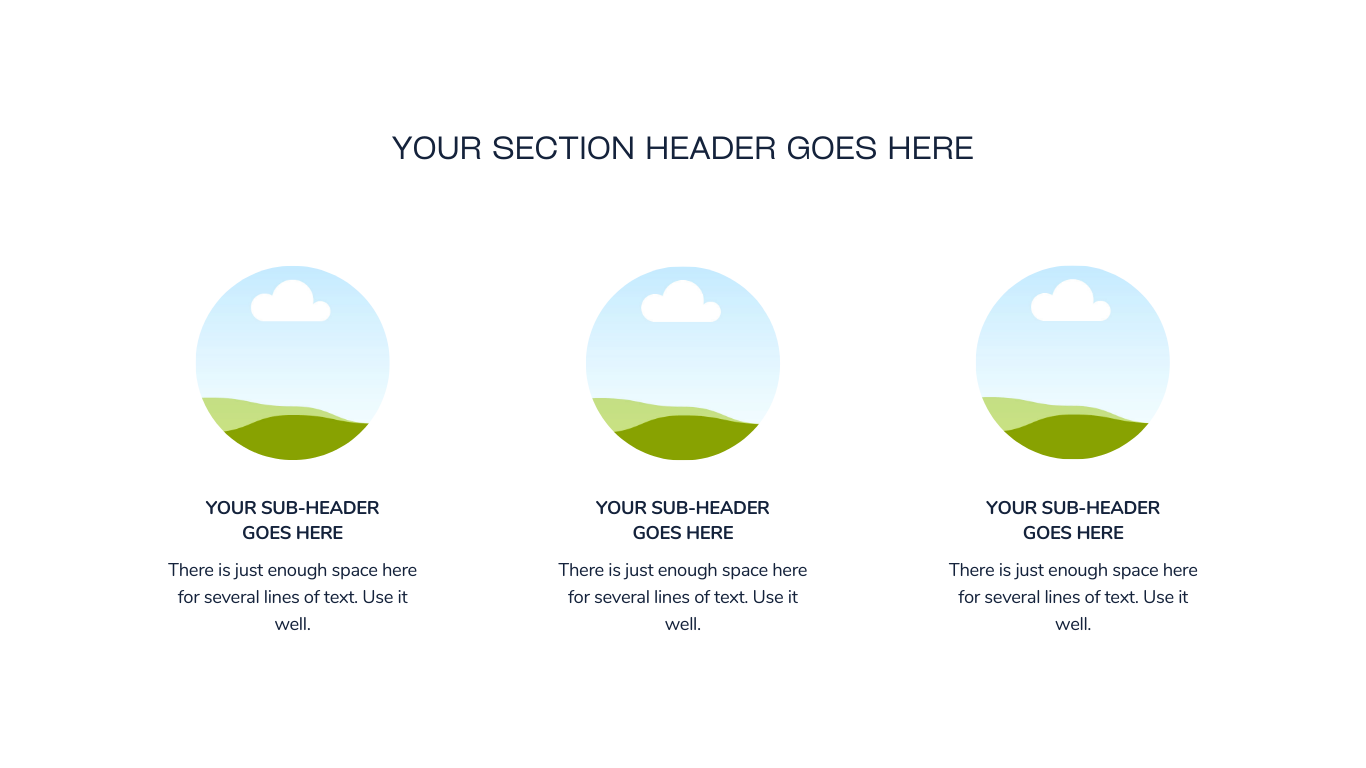 YOUR SECTION HEADER GOES HERE
YOUR SUB-HEADER
GOES HERE
There is just enough space here
for several lines of text. Use it
well.
YOUR SUB-HEADER
GOES HERE
There is just enough space here
for several lines of text. Use it
well.
YOUR SUB-HEADER
GOES HERE
There is just enough space here
for several lines of text. Use it
well.